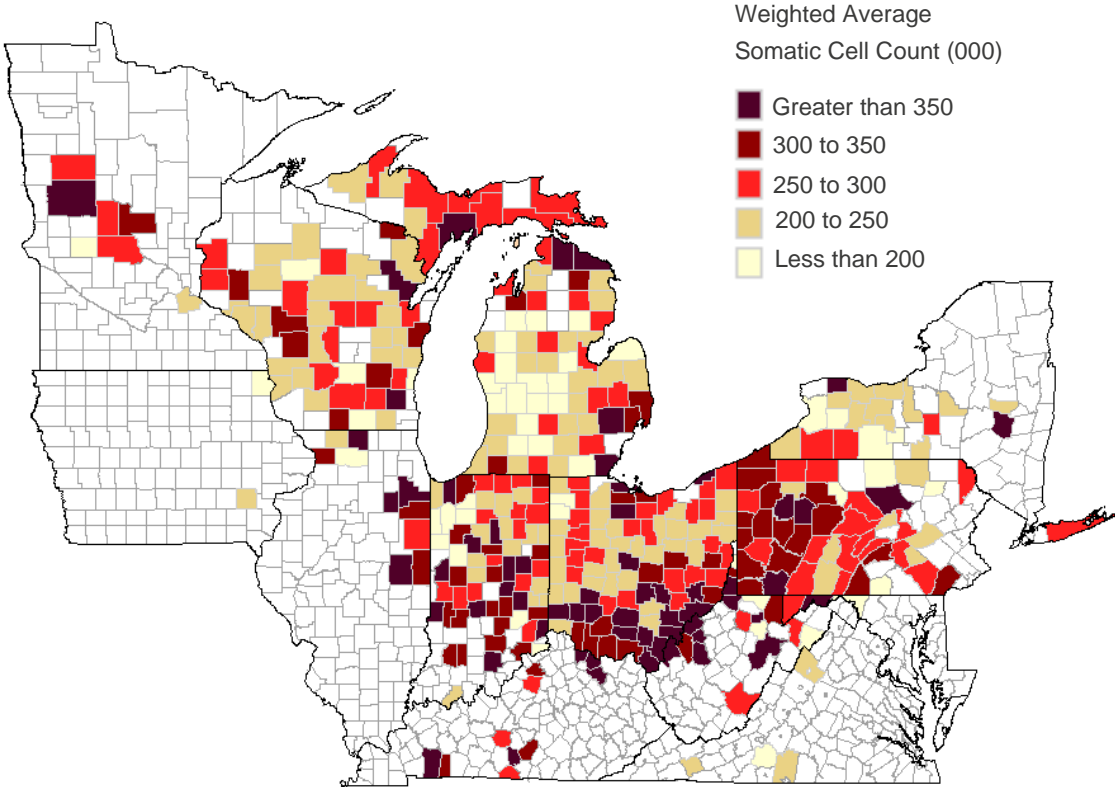 Weighted Average
Somatic Cell Count (000)
Greater than 350
300 to 350
250 to 300
200 to 250
Less than 200